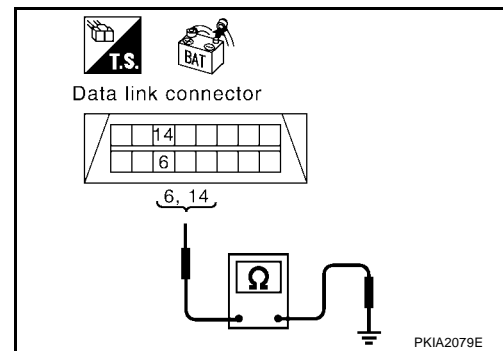 T.S.
BAT
Data link connector
14
6
6, 14
Ω
PKIA2079E